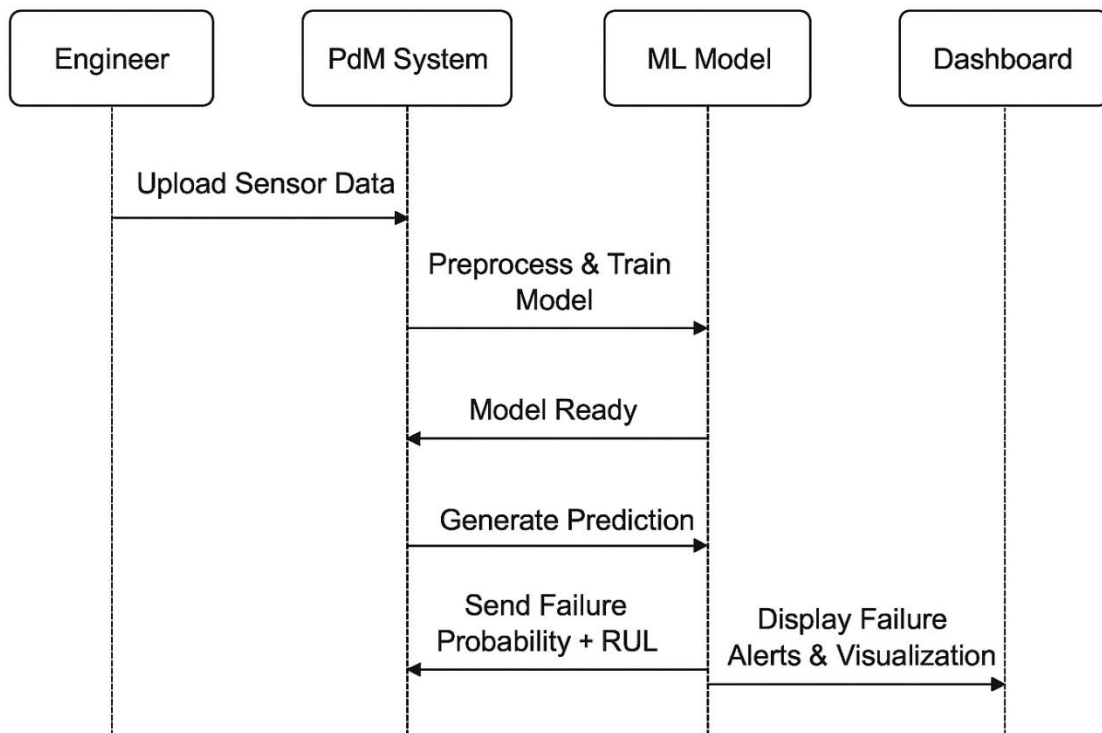 Engineer
PdM System
ML Model
Dashboard
Upload Sensor Data
Preprocess & Train
Model
Model Ready
Generate Prediction
Send Failure
Probability + RUL
Display Failure
Alerts & Visualization